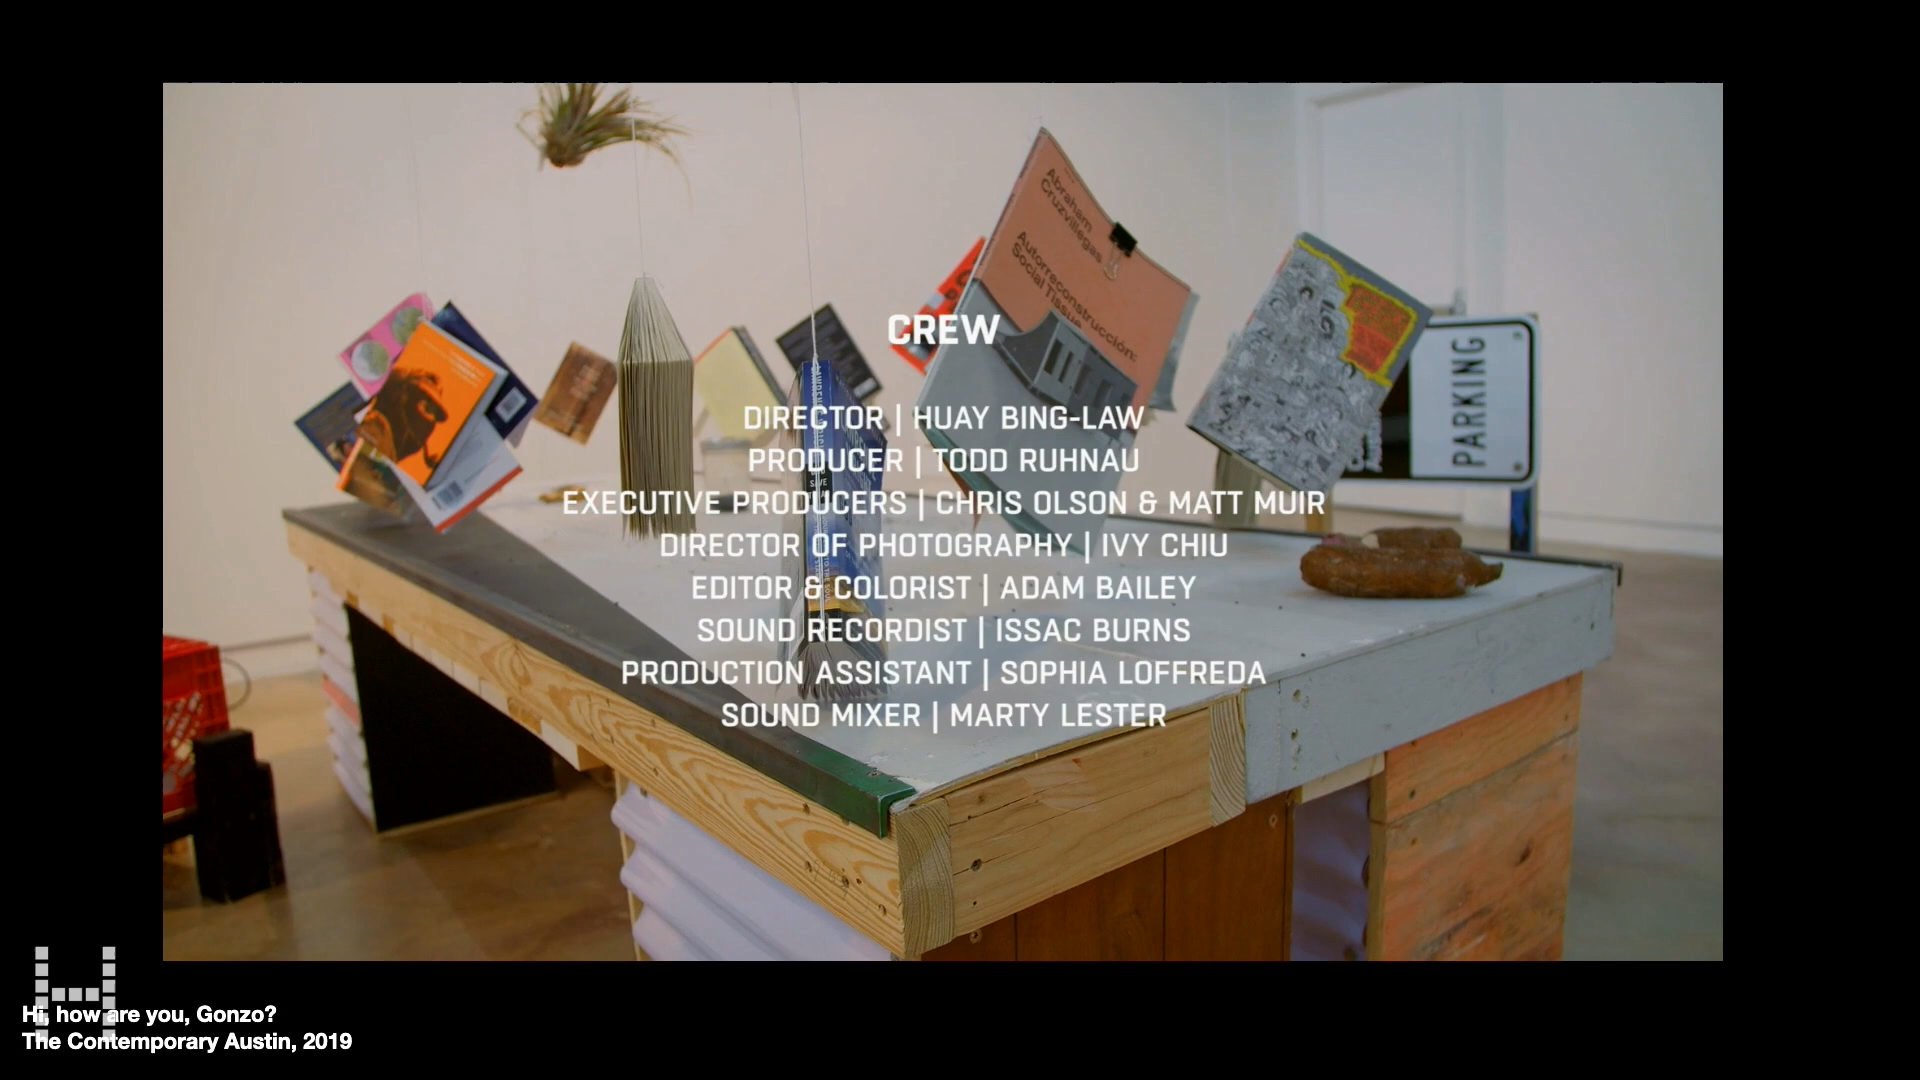 Abraham
Cruzvillegas
Autorreconstrucción:
Social Tissue
PARKING
CREW
DIRECTOR | HUAY BING-LAW
PRODUCER | TODD RUHNAU
EXECUTIVE PRODUCERS | CHRIS OLSON & MATT MUIR
DIRECTOR OF PHOTOGRAPHY | IVY CHIU
EDITOR & COLORIST | ADAM BAILEY
SOUND RECORDIST | ISSAC BURNS
PRODUCTION ASSISTANT | SOPHIA LOFFREDA
SOUND MIXER | MARTY LESTER
H
Hi, how are you, Gonzo?
The Contemporary Austin, 2019